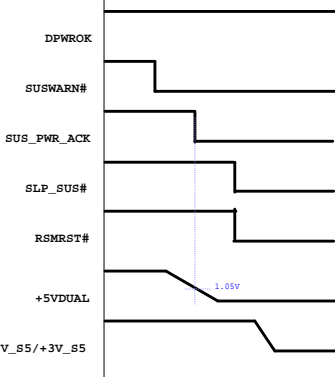 DPWROK
SUSWARN#
SUS_PWR_ACK
SLP_SUS#
RSMRST#
1.05V
+5VDUAL
V_S5/+3V_S5